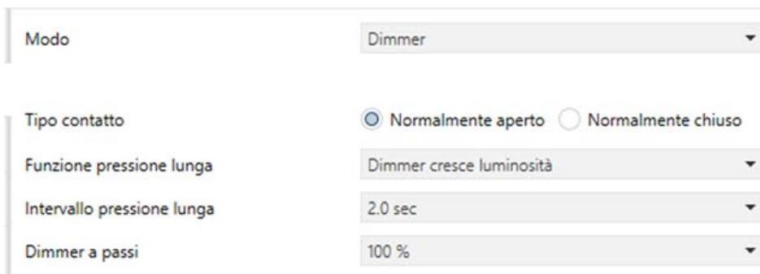 Modo Dimmer
Tipo contatto Normalmente aperto Normalmente chiuso
Funzione pressione lunga Dimmer cresce luminosità
Intervallo pressione lunga 2.0 sec
Dimmer a passi 100 %